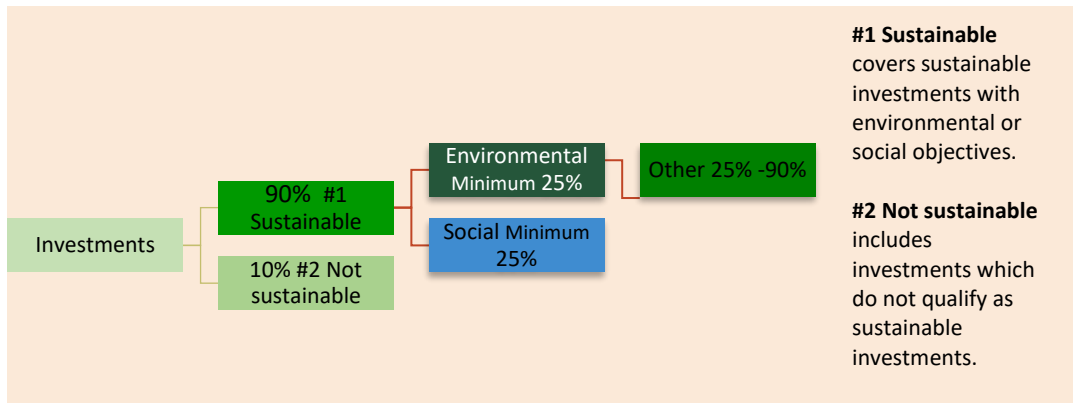 Investments
90% #1
Sustainable
10% #2 Not
sustainable
Environmental
Minimum 25%
Social Minimum
25%
Other 25% -90%
#1 Sustainable
covers sustainable
investments with
environmental or
social objectives.
#2 Not sustainable
includes
investments which
do not qualify as
sustainable
investments.